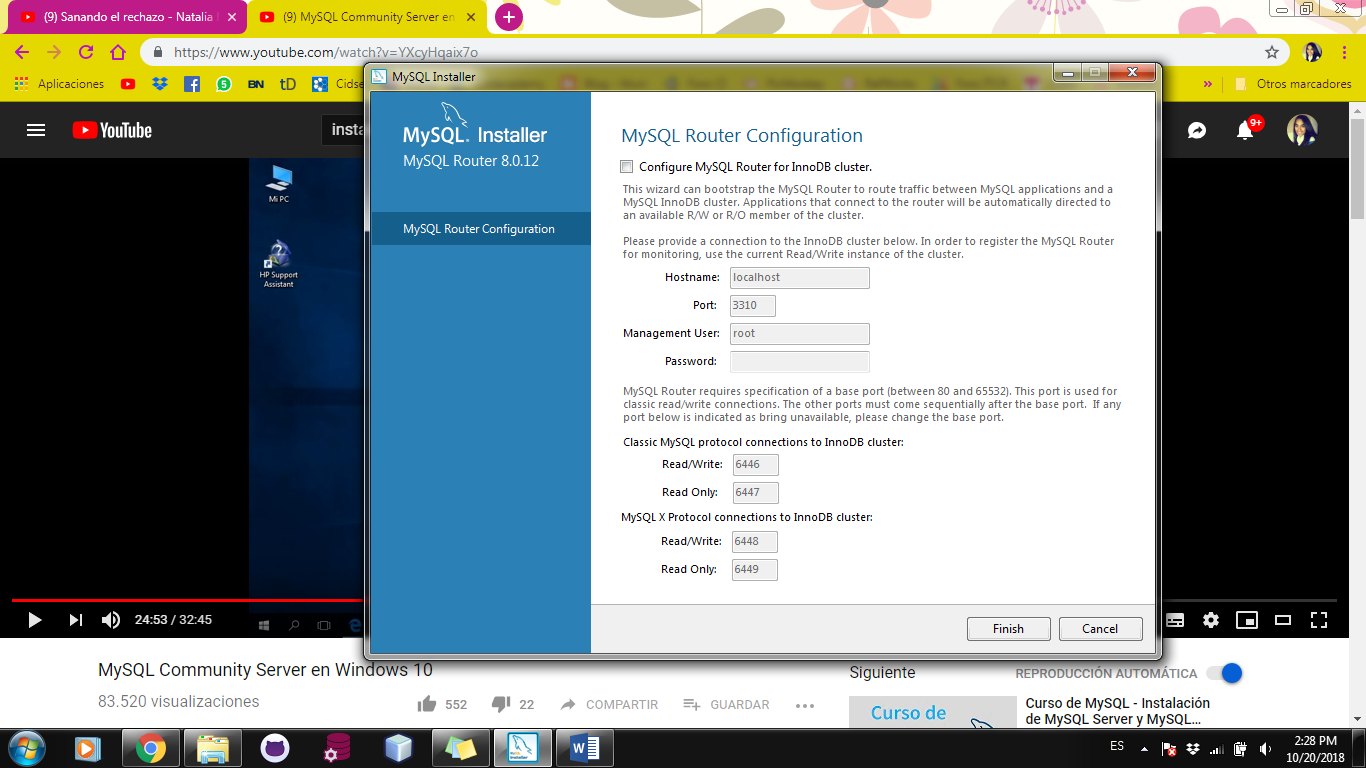 (9) Sanando el rechazo - Natalia
(9) MySQL Community Server en
https://www.youtube.com/watch?v=YXcyHqaix7o
Aplicaciones
BN
tD
Cidse
»
Otros marcadores
MySQL Installer
YouTube
insta
9+
MySQL. Installer
MySQL Router 8.0.12
MySQL Router Configuration
MySQL Router Configuration
Configure MySQL Router for InnoDB cluster.
This wizard can bootstrap the MySQL Router to route traffic between MySQL applications and a
MySQL InnoDB cluster. Applications that connect to the router will be automatically directed to
an available R/W or R/O member of the cluster.
Please provide a connection to the InnoDB cluster below. In order to register the MySQL Router
for monitoring, use the current Read/Write instance of the cluster.
Hostname: localhost
Port: 3310
Management User: root
Password:
MySQL Router requires specification of a base port (between 80 and 65532). This port is used for
classic read/write connections. The other ports must come sequentially after the base port. If any
port below is indicated as bring unavailable, please change the base port.
Classic MySQL protocol connections to InnoDB cluster:
Read/Write: 6446
Read Only: 6447
MySQL X Protocol connections to InnoDB cluster:
Read/Write: 6448
Read Only: 6449
Finish
Cancel
Mi PC
HP Support
Assistant
24:53 / 32:45
MySQL Community Server en Windows 10
83.520 visualizaciones
552
22
COMPARTIR
GUARDAR
Siguiente
REPRODUCCIÓN AUTOMÁTICA
Curso de
Curso de MySQL - Instalación
de MySQL Server y MySQL...
MySQL
Installer
ES
2:28 PM
10/20/2018